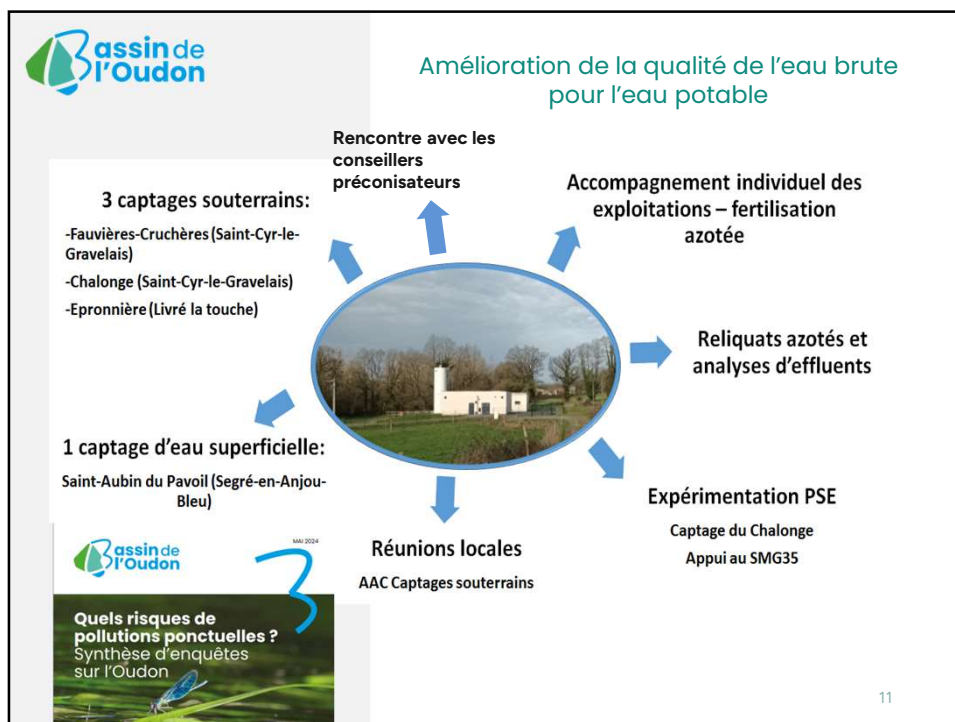 Bassin de
l'Oudon
Amélioration de la qualité de l'eau brute
pour l'eau potable
Rencontre avec les
conseillers
préconisateurs
3 captages souterrains:
-Fauvières-Cruchères (Saint-Cyr-le-
Gravelais)
-Chalonge (Saint-Cyr-le-Gravelais)
-Epronnière (Livré la touche)
Accompagnement individuel des
exploitations – fertilisation
azotée
Reliquats azotés et
analyses d'effluents
1 captage d'eau superficielle:
Saint-Aubin du Pavoil (Segré-en-Anjou-
Bleu)
Expérimentation PSE
Captage du Chalonge
Appui au SMG35
Réunions locales
AAC Captages souterrains
MAI 2024
Bassin de
l'Oudon
Quels risques de
pollutions ponctuelles ?
Synthèse d'enquêtes
sur l'Oudon
11